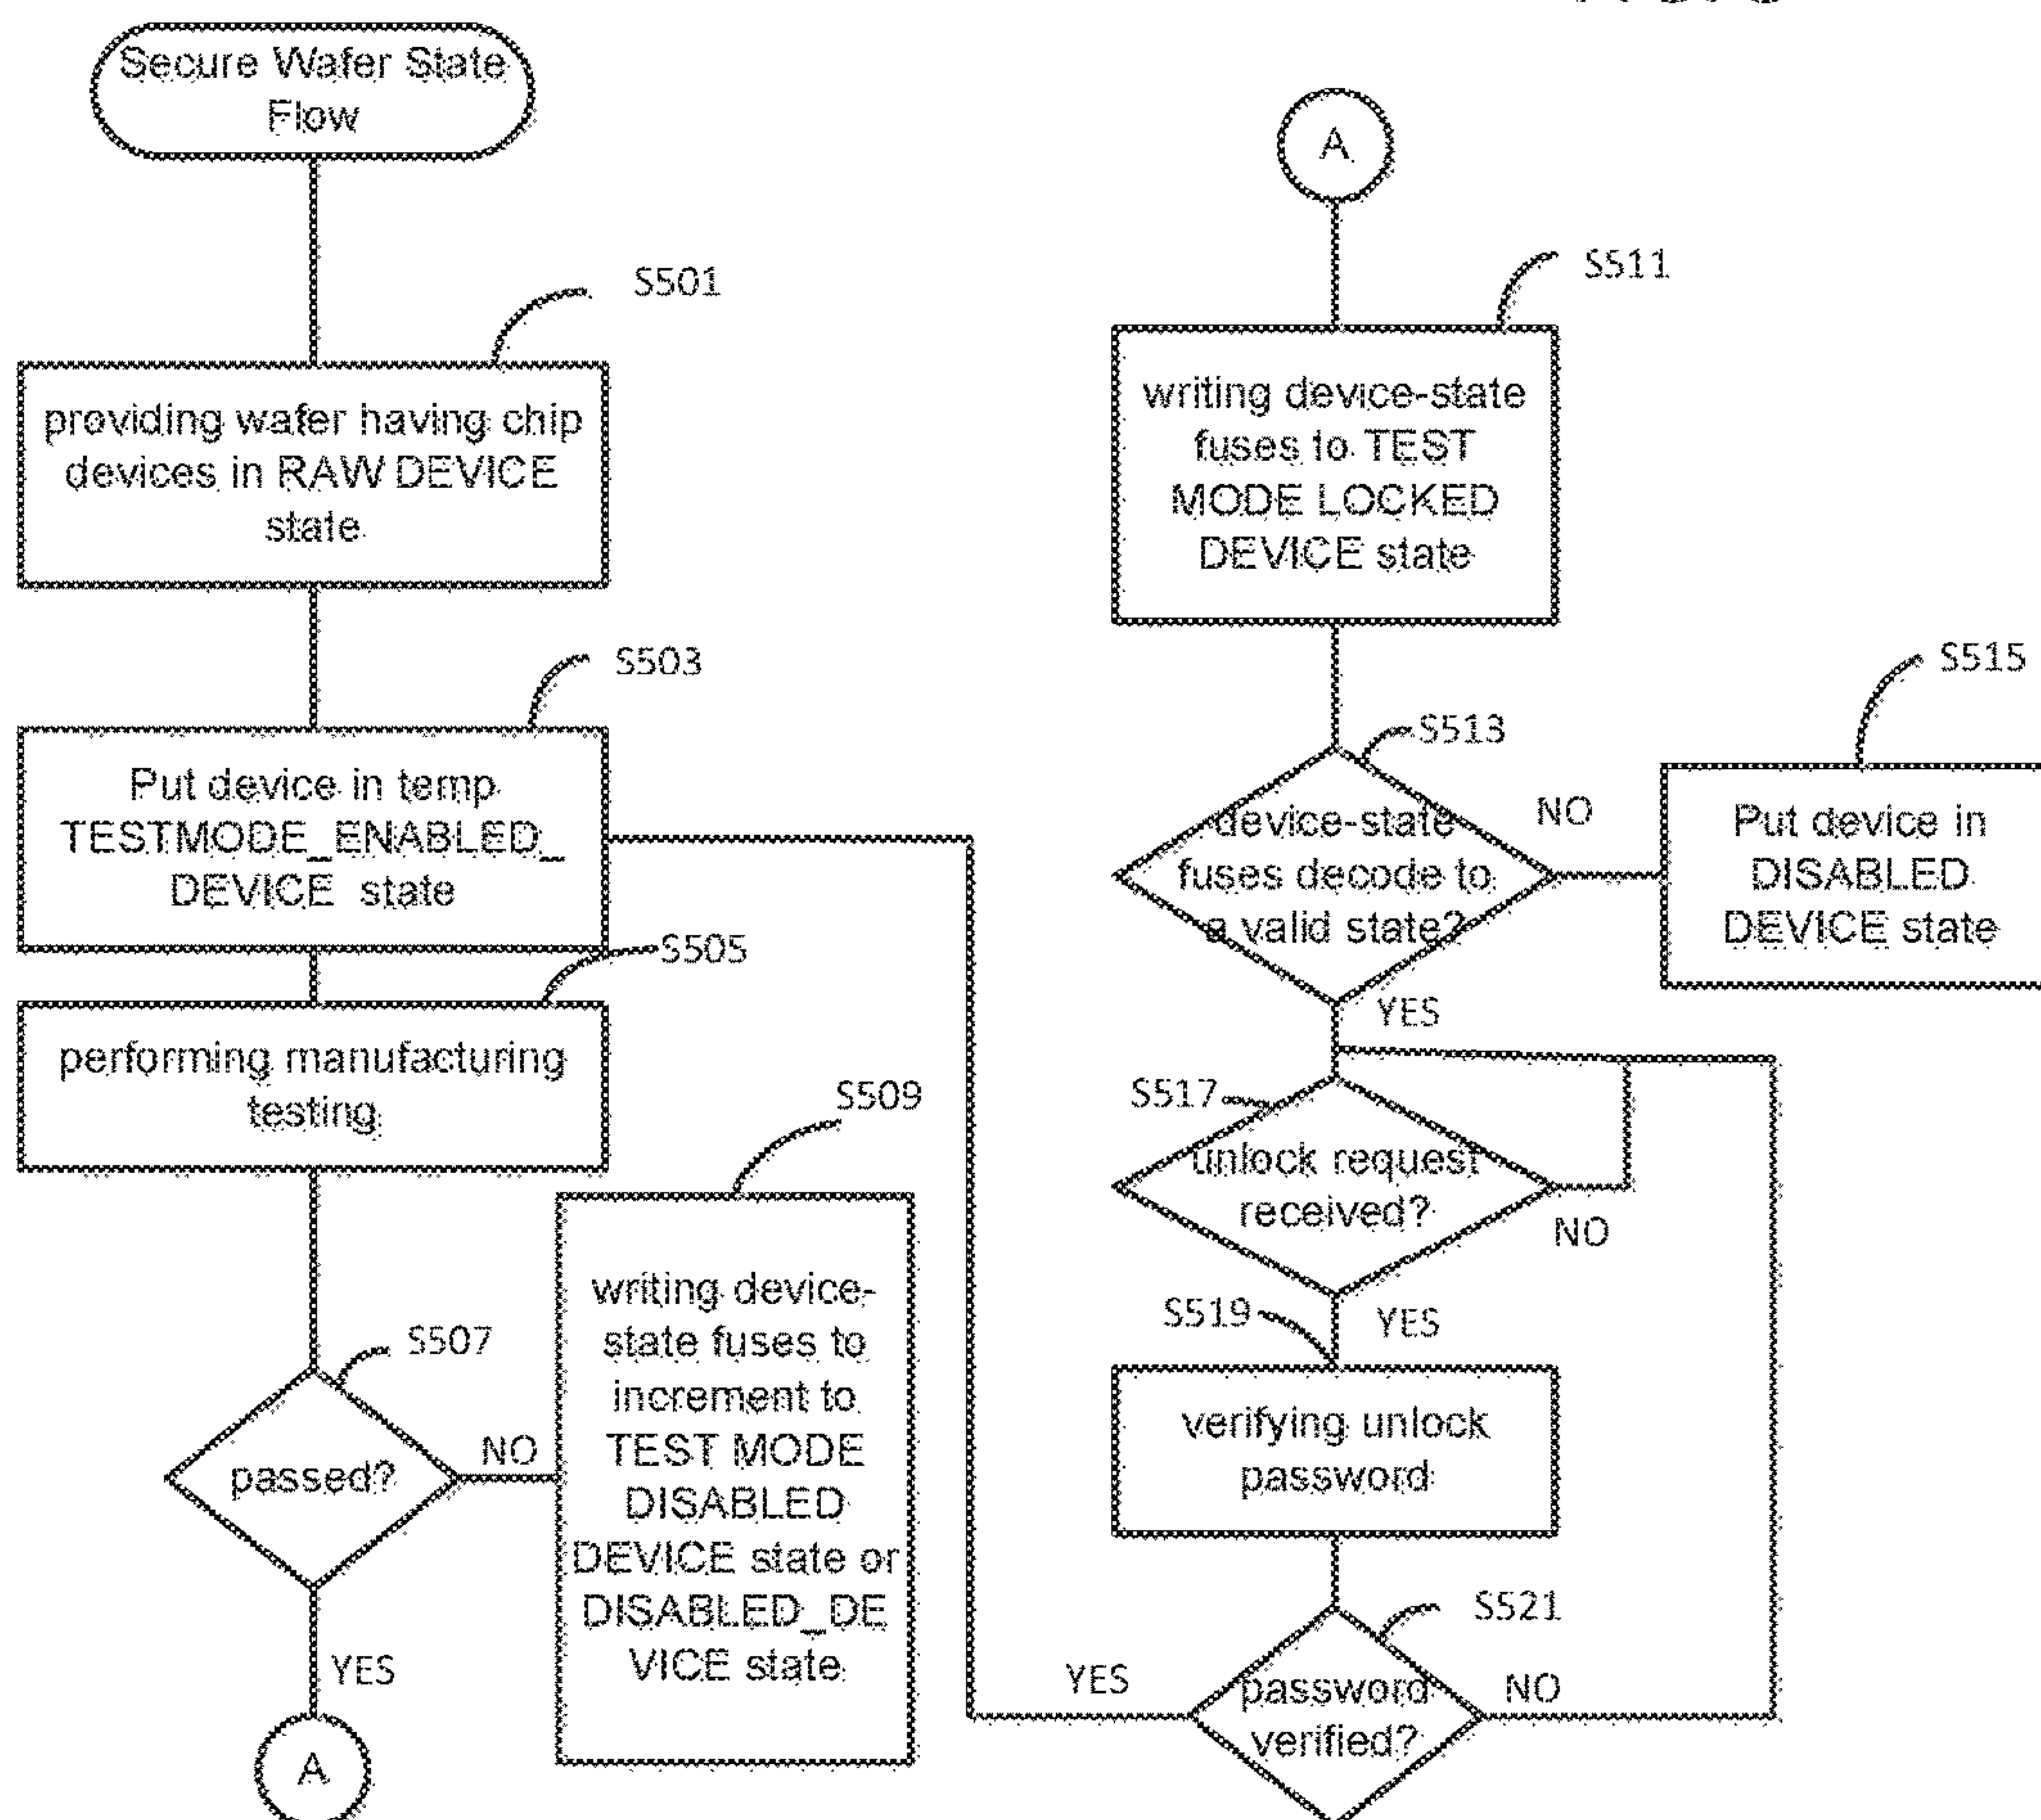 Secure Wafer State
Flow
S501
providing wafer having chip
devices in RAW DEVICE
state
S503
Put device in temp
TESTMODE_ENABLED_
DEVICE state
S505
performing manufacturing
testing
S507
passed?
NO
YES
A
S509
writing device-
state fuses to
increment to
TEST MODE
DISABLED
DEVICE state or
DISABLED_DE
VICE state
A
S511
writing device-state
fuses to TEST
MODE LOCKED
DEVICE state
S513
device-state
fuses decode to
a valid state?
NO
YES
S515
Put device in
DISABLED
DEVICE state
S517
unlock request
received?
NO
YES
S519
verifying unlock
password
S521
password
verified?
YES
NO